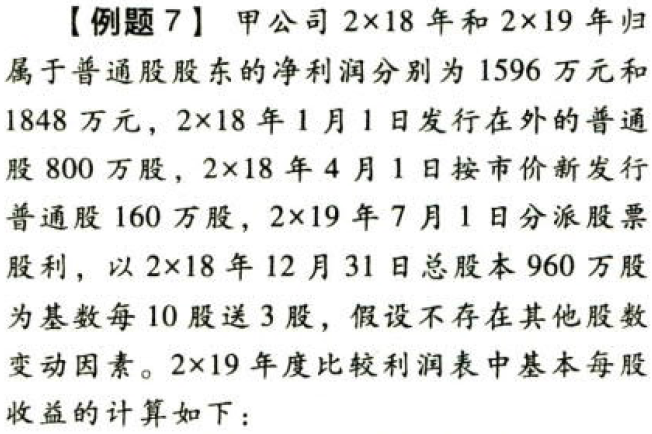 【例题7】 甲公司 2×18 年和 2×19 年归
属于普通股股东的净利润分别为 1596 万元和
1848 万元，2×18 年 1 月 1 日发行在外的普通
股 800 万股，2×18 年 4 月 1 日按市价新发行
普通股 160 万股，2×19 年 7 月 1 日分派股票
股利，以 2×18 年 12 月 31 日总股本 960 万股
为基数每 10 股送 3 股，假设不存在其他股数
变动因素。2×19 年度比较利润表中基本每股
收益的计算如下：